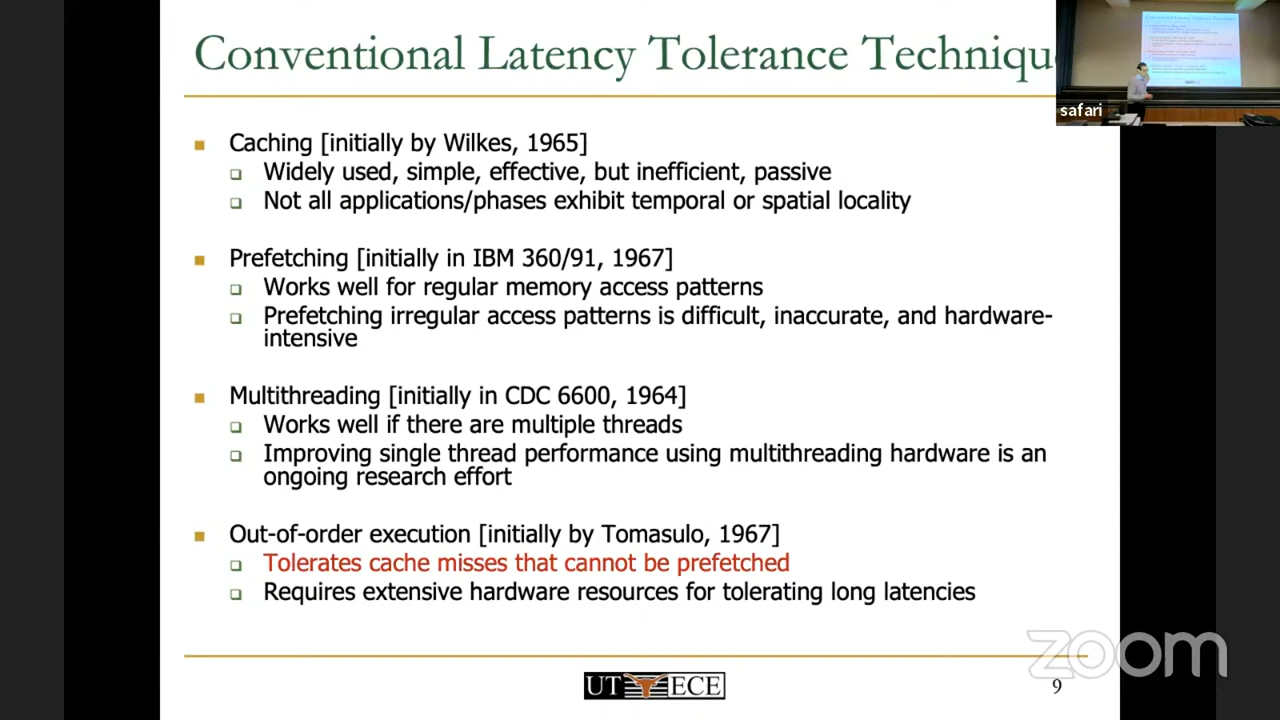 Conventional Latency Tolerance Techniqu
safari
Caching [initially by Wilkes, 1965]
Widely used, simple, effective, but inefficient, passive
Not all applications/phases exhibit temporal or spatial locality
Prefetching [initially in IBM 360/91, 1967]
Works well for regular memory access patterns
Prefetching irregular access patterns is difficult, inaccurate, and hardware-
intensive
Multithreading [initially in CDC 6600, 1964]
Works well if there are multiple threads
Improving single thread performance using multithreading hardware is an
ongoing research effort
Out-of-order execution [initially by Tomasulo, 1967]
Tolerates cache misses that cannot be prefetched
Requires extensive hardware resources for tolerating long latencies
zoom
UT ECE
9